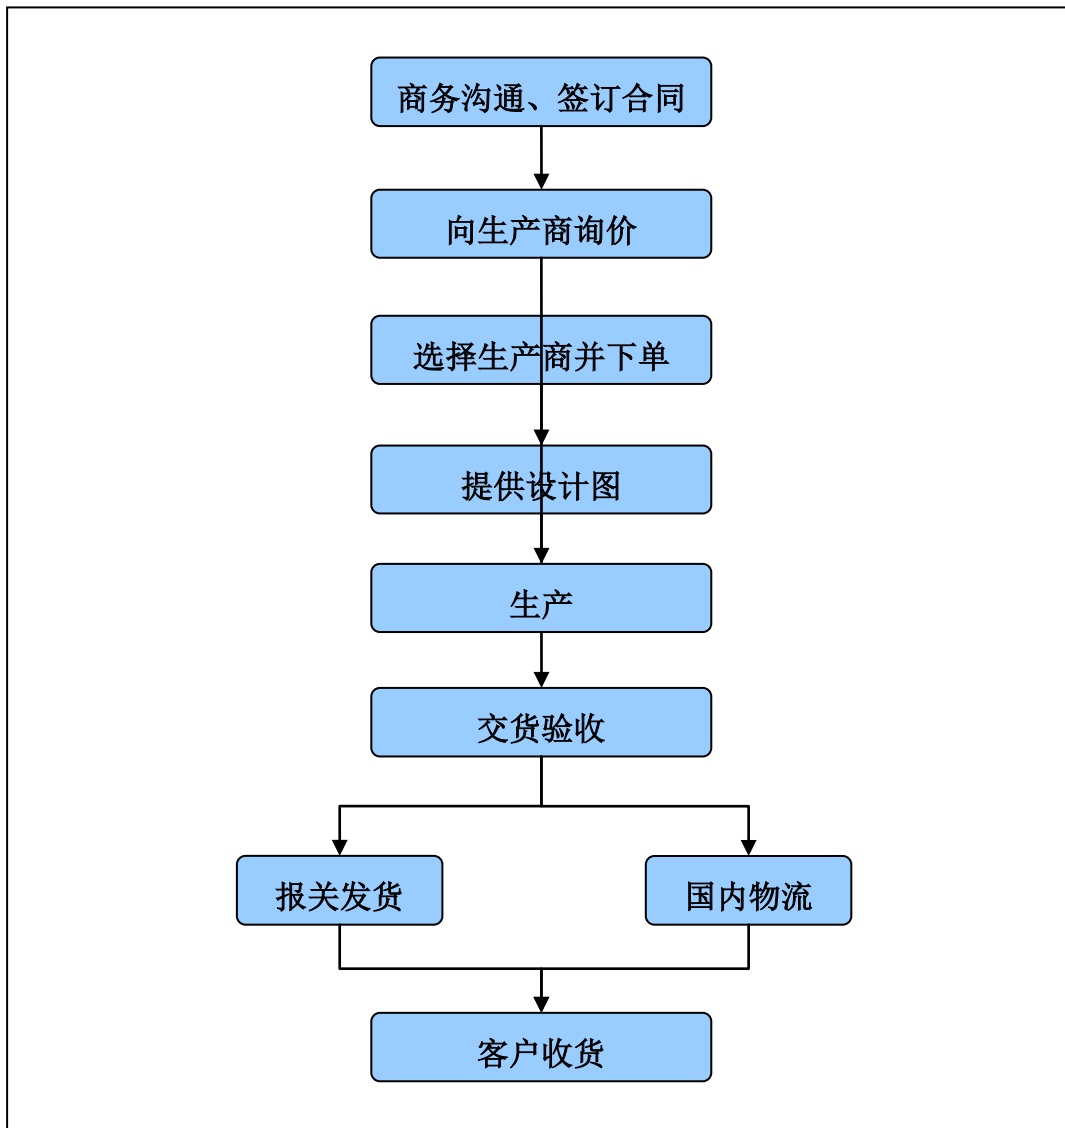 商务沟通、签订合同
向生产商询价
选择生产商并下单
提供设计图
生产
交货验收
报关发货
国内物流
客户收货